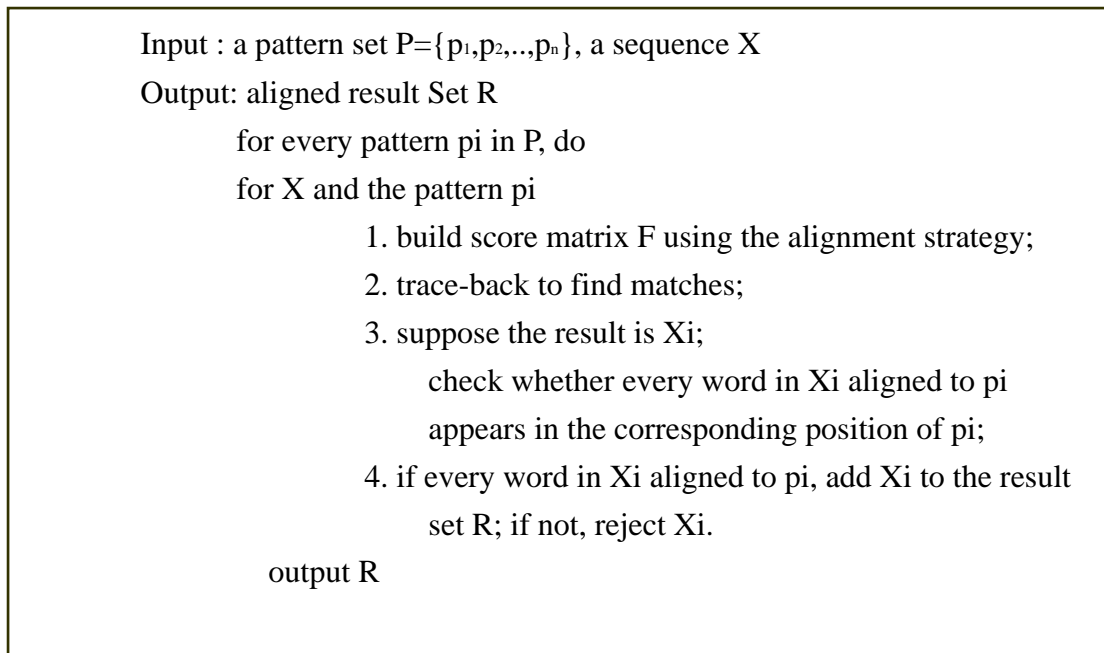 Input : a pattern set P={p₁,p₂,..,pₙ}, a sequence X
Output: aligned result Set R
for every pattern pi in P, do
for X and the pattern pi
1. build score matrix F using the alignment strategy;
2. trace-back to find matches;
3. suppose the result is Xi;
check whether every word in Xi aligned to pi
appears in the corresponding position of pi;
4. if every word in Xi aligned to pi, add Xi to the result
set R; if not, reject Xi.
output R